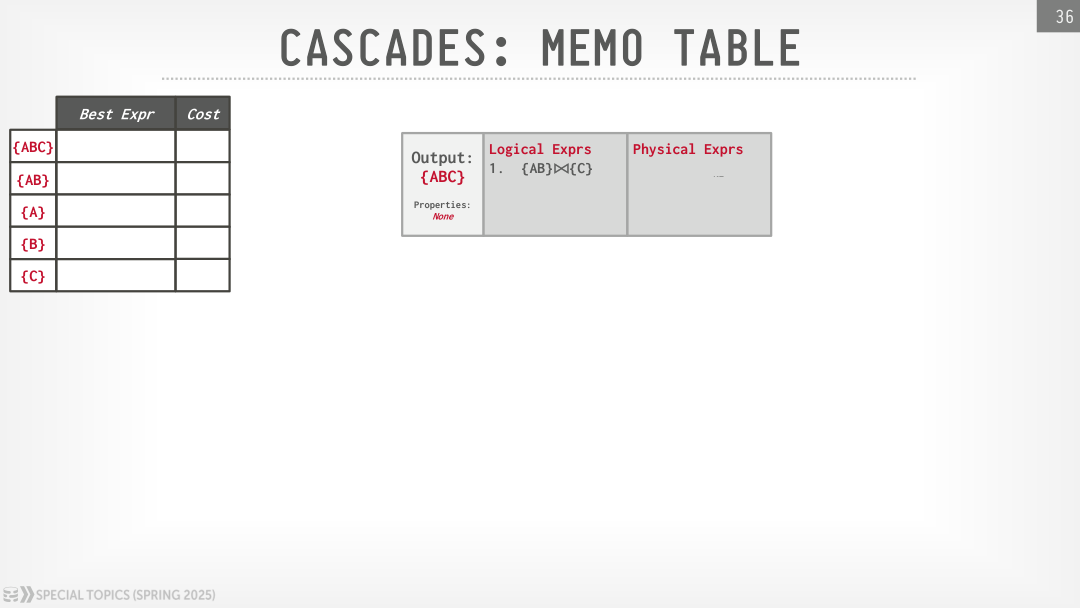 36
CASCADES: MEMO TABLE
Best Expr Cost
{ABC}
{AB}
{A}
{B}
{C}
Output:
{ABC}
Properties:
None
Logical Exprs
1. {AB}⋈{C}
Physical Exprs
SPECIAL TOPICS (SPRING 2025)